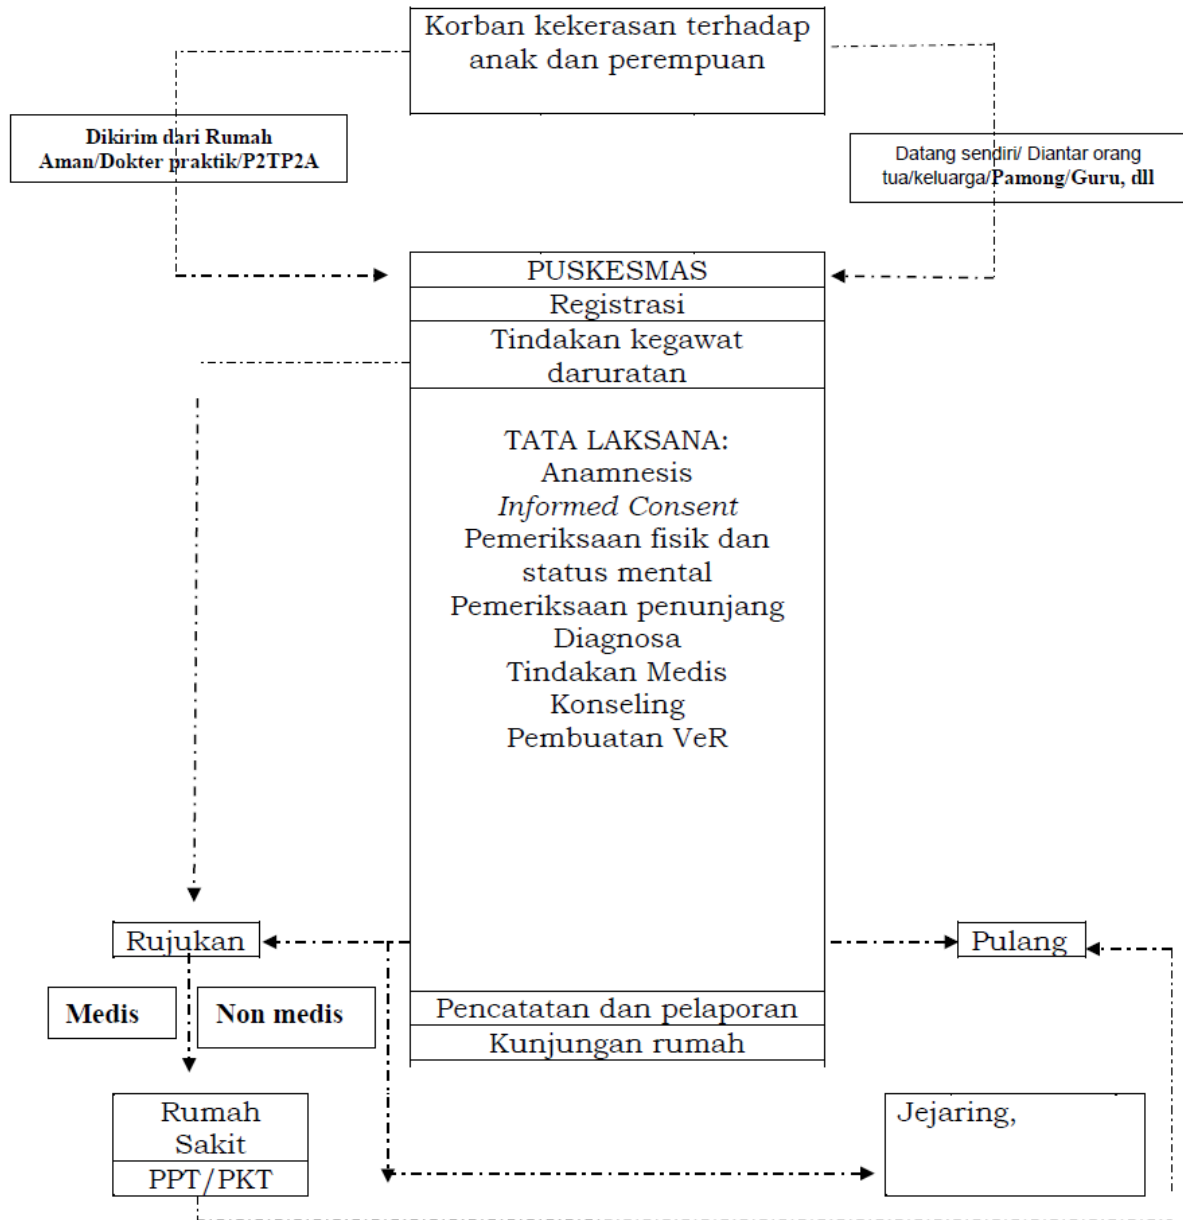 Korban kekerasan terhadap
anak dan perempuan
Dikirim dari Rumah
Aman/Dokter praktik/P2TP2A
Datang sendiri/ Diantar orang
tua/keluarga/Pamong/Guru, dll
PUSKESMAS
Registrasi
Tindakan kegawat
daruratan
TATA LAKSANA:
Anamnesis
Informed Consent
Pemeriksaan fisik dan
status mental
Pemeriksaan penunjang
Diagnosa
Tindakan Medis
Konseling
Pembuatan VeR
Rujukan
Pulang
Medis
Non medis
Pencatatan dan pelaporan
Kunjungan rumah
Rumah
Sakit
PPT/PKT
Jejaring,